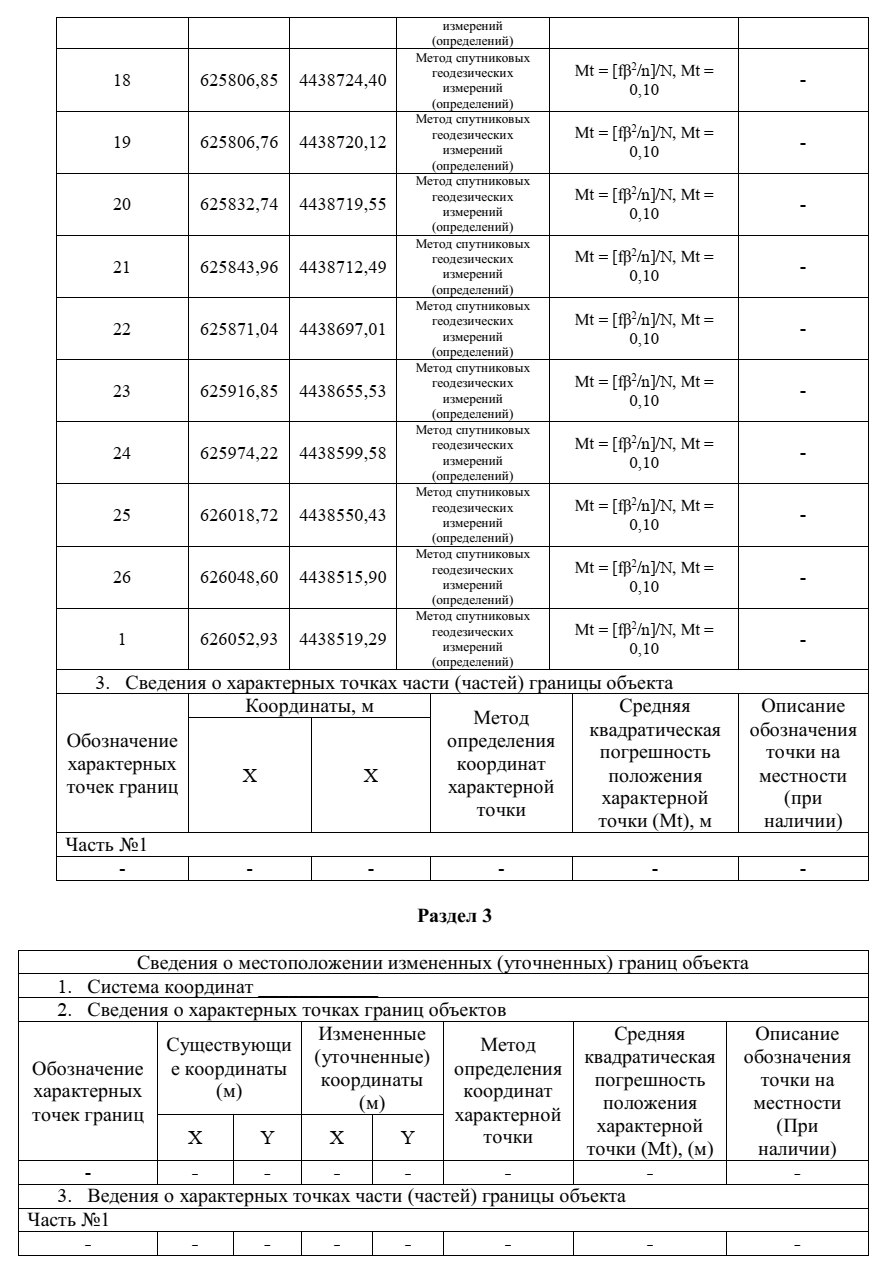 измерений
(определений)
18 625806,85 4438724,40 Метод спутниковых геодезических измерений (определений) Mt = [fβ²/n]/N, Mt = 0,10 -
19 625806,76 4438720,12 Метод спутниковых геодезических измерений (определений) Mt = [fβ²/n]/N, Mt = 0,10 -
20 625832,74 4438719,55 Метод спутниковых геодезических измерений (определений) Mt = [fβ²/n]/N, Mt = 0,10 -
21 625843,96 4438712,49 Метод спутниковых геодезических измерений (определений) Mt = [fβ²/n]/N, Mt = 0,10 -
22 625871,04 4438697,01 Метод спутниковых геодезических измерений (определений) Mt = [fβ²/n]/N, Mt = 0,10 -
23 625916,85 4438655,53 Метод спутниковых геодезических измерений (определений) Mt = [fβ²/n]/N, Mt = 0,10 -
24 625974,22 4438599,58 Метод спутниковых геодезических измерений (определений) Mt = [fβ²/n]/N, Mt = 0,10 -
25 626018,72 4438550,43 Метод спутниковых геодезических измерений (определений) Mt = [fβ²/n]/N, Mt = 0,10 -
26 626048,60 4438515,90 Метод спутниковых геодезических измерений (определений) Mt = [fβ²/n]/N, Mt = 0,10 -
1 626052,93 4438519,29 Метод спутниковых геодезических измерений (определений) Mt = [fβ²/n]/N, Mt = 0,10 -
3. Сведения о характерных точках части (частей) границы объекта
Обозначение
характерных
точек границ
Координаты, м
X X
Метод
определения
координат
характерной
точки
Средняя
квадратическая
погрешность
положения
характерной
точки (Mt), м
Описание
обозначения
точки на
местности
(при
наличии)
Часть №1
- - - - - -
Раздел 3
Сведения о местоположении измененных (уточненных) границ объекта
1. Система координат ____________
2. Сведения о характерных точках границ объектов
Обозначение
характерных
точек границ
Существующи
е координаты
(м)
X Y
Измененные
(уточненные)
координаты
(м)
X Y
Метод
определения
координат
характерной
точки
Средняя
квадратическая
погрешность
положения
характерной
точки (Mt), (м)
Описание
обозначения
точки на
местности
(При
наличии)
- - - - - - - -
3. Ведения о характерных точках части (частей) границы объекта
Часть №1
- - - - - - - -